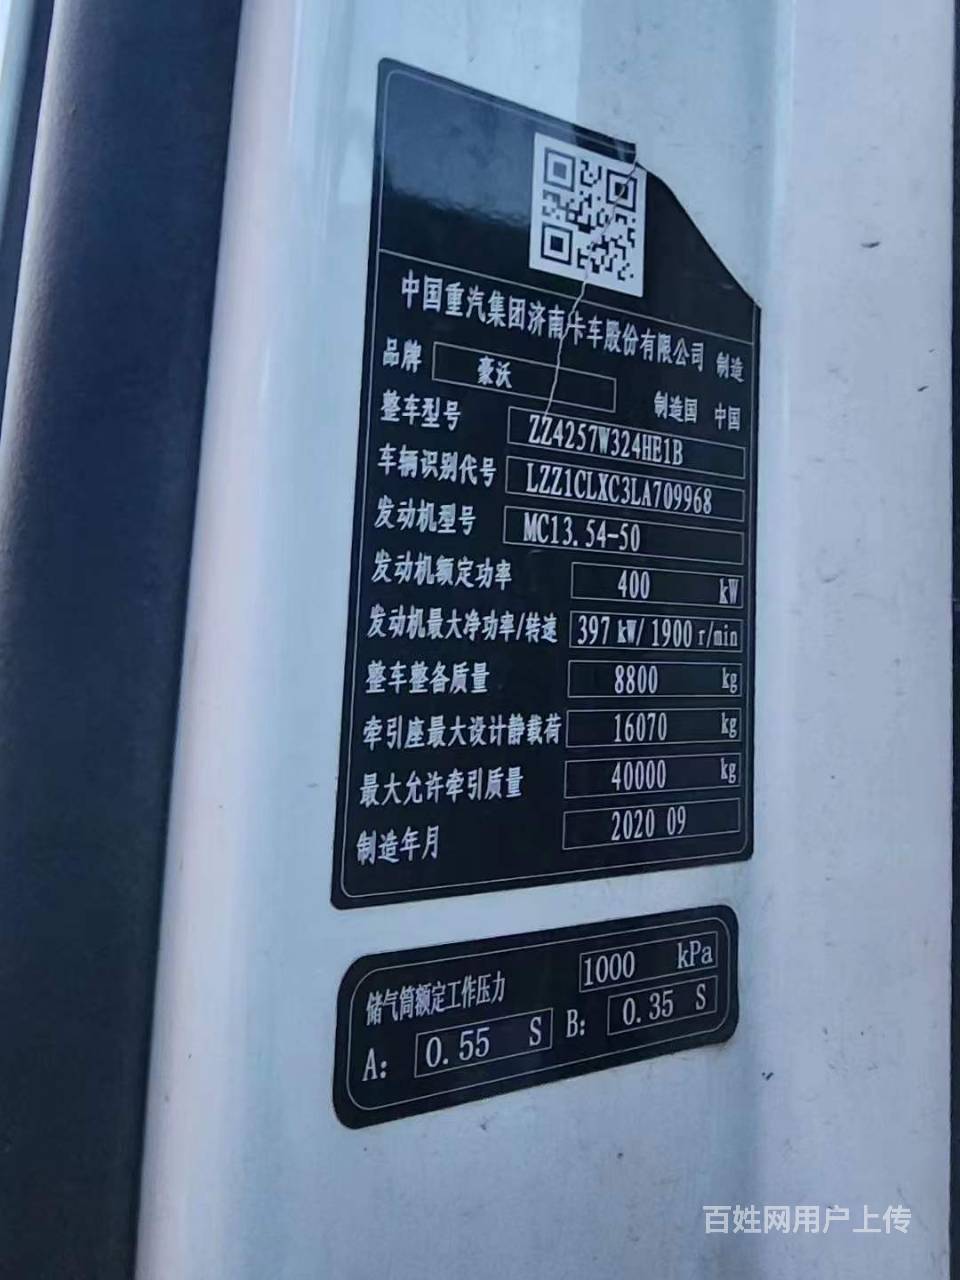 中国重汽集团济南卡车股份有限公司 制造
品牌 豪沃 制造国 中国
整车型号 ZZ4257W324HE1B
车辆识别代号 LZZ1CLXC3LA709968
发动机型号 MC13.54-50
发动机额定功率 400 kW
发动机最大净功率/转速 397 kW/ 1900 r/min
整车整备质量 8800 kg
牵引座最大设计静载荷 16070 kg
最大允许牵引质量 40000 kg
制造年月 2020 09
储气筒额定工作压力 1000 kPa
A: 0.55 S B: 0.35 S
百姓网用户上传